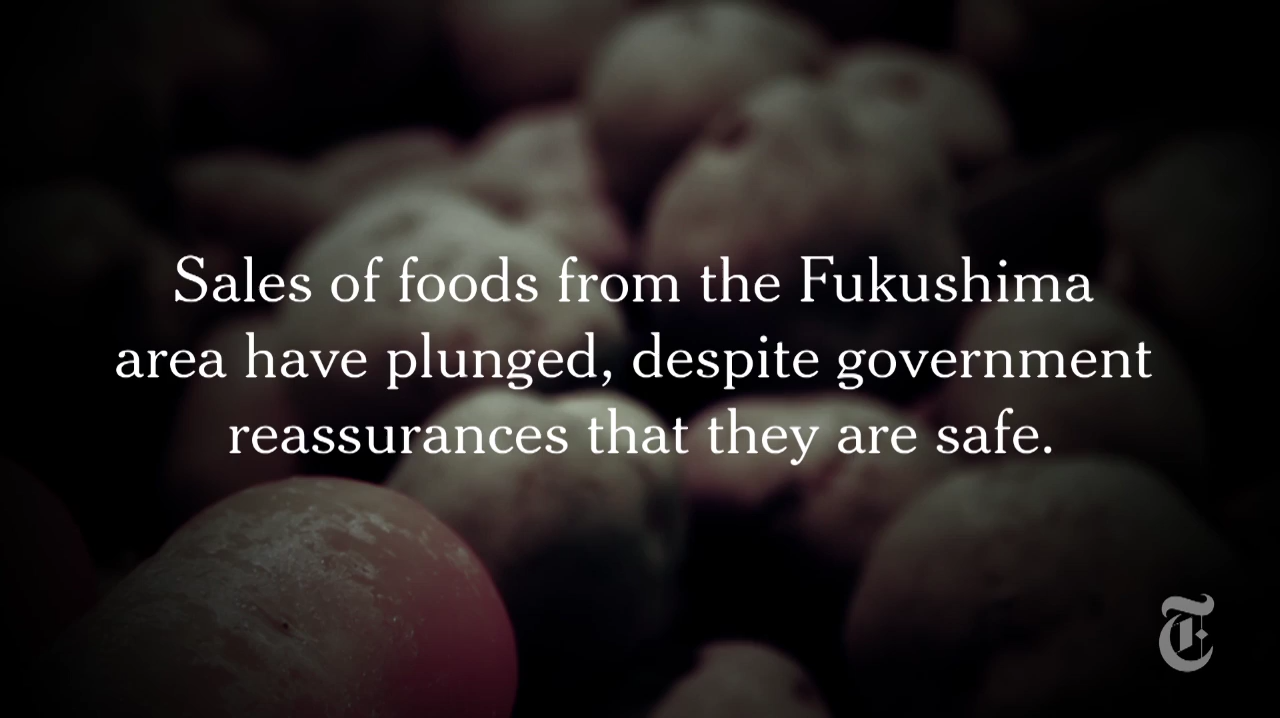 Sales of foods from the Fukushima
area have plunged, despite government
reassurances that they are safe.
T